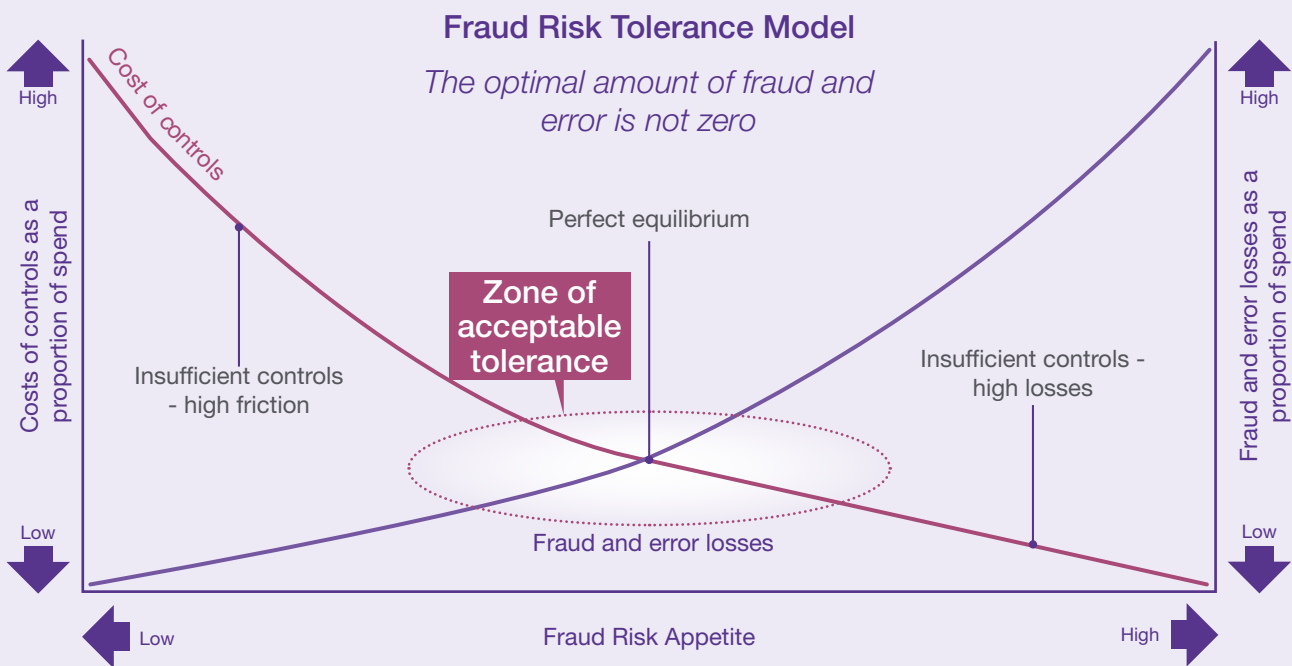 Fraud Risk Tolerance Model
The optimal amount of fraud and
error is not zero
High
Cost of controls
High
Costs of controls as a
proportion of spend
Fraud and error losses as a
proportion of spend
Perfect equilibrium
Zone of
acceptable
tolerance
Insufficient controls
- high friction
Insufficient controls -
high losses
Low
Fraud and error losses
Low
Low
Fraud Risk Appetite
High